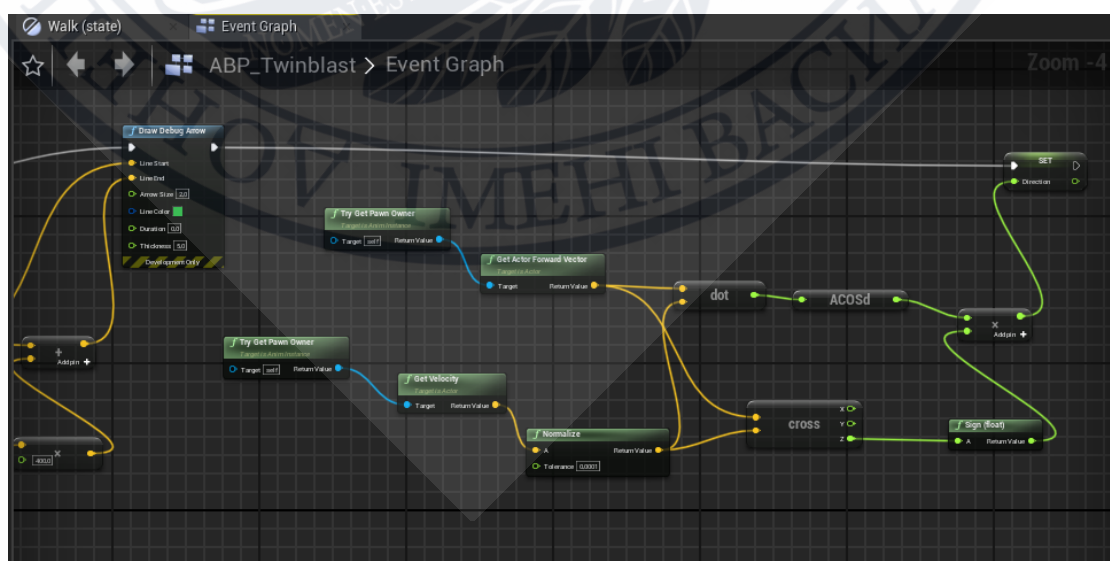 Walk (state)
Event Graph
ABP_Twinblast > Event Graph
Zoom -4
f Draw Debug Arrow
Line Start
Line End
Arrow Size 2.0
Line Color
Duration 0.0
Thickness 5.0
Development Only
SET
Direction
f Try Get Pawn Owner
Target is Anim Instance
Target self Return Value
f Get Actor Forward Vector
Target is Actor
Target Return Value
dot
ACOSd
×
Add pin +
+
Add pin +
f Try Get Pawn Owner
Target is Anim Instance
Target self Return Value
f Get Velocity
Target is Actor
Target Return Value
cross
X
Y
Z
f Sign (float)
A Return Value
f Normalize
A Return Value
Tolerance 0,0001
400.0 ×
ІМЕНІ ВАСИ